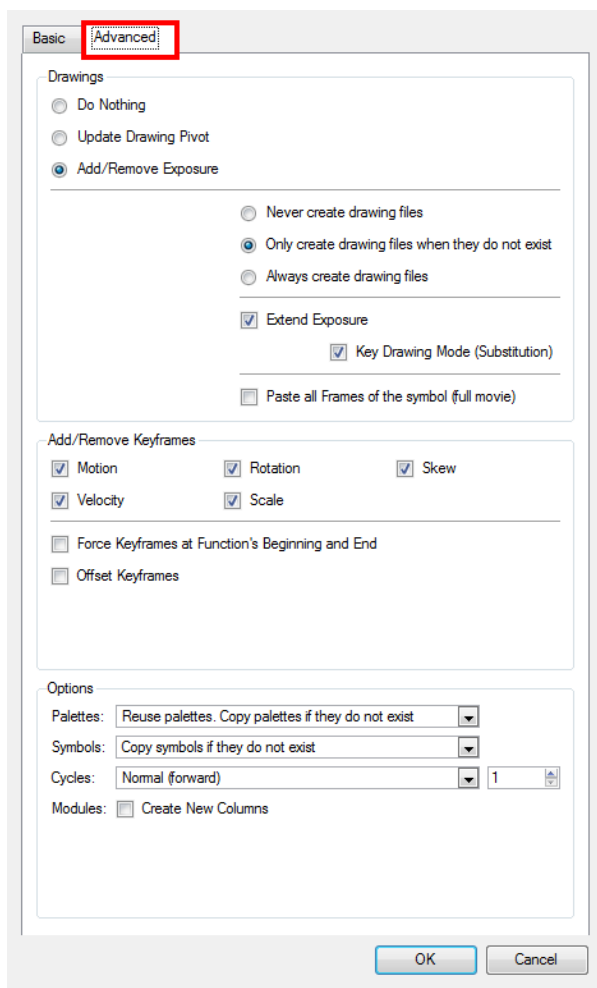 Basic Advanced
Drawings
Do Nothing
Update Drawing Pivot
Add/Remove Exposure
Never create drawing files
Only create drawing files when they do not exist
Always create drawing files
Extend Exposure
Key Drawing Mode (Substitution)
Paste all Frames of the symbol (full movie)
Add/Remove Keyframes
Motion Rotation Skew
Velocity Scale
Force Keyframes at Function's Beginning and End
Offset Keyframes
Options
Palettes: Reuse palettes. Copy palettes if they do not exist
Symbols: Copy symbols if they do not exist
Cycles: Normal (forward) 1
Modules: Create New Columns
OK Cancel